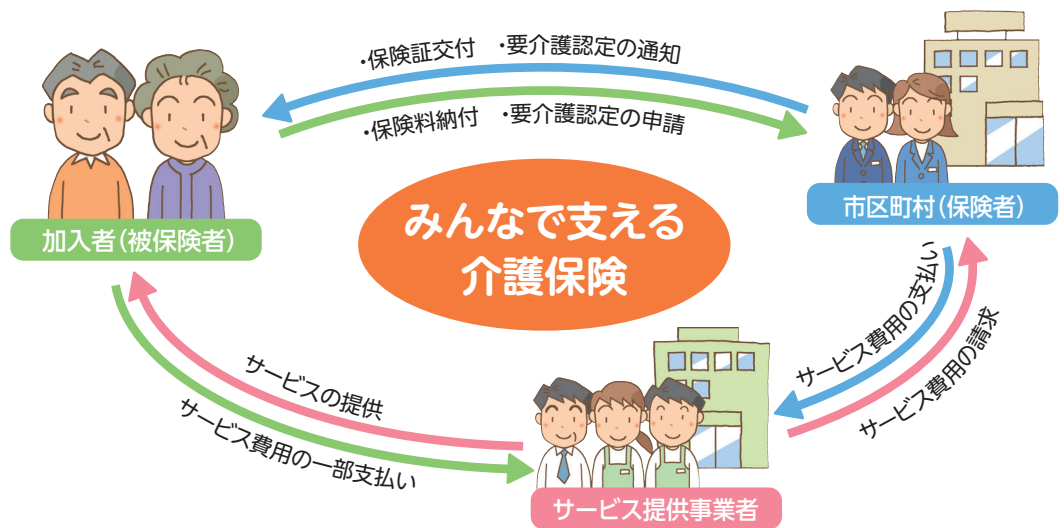 ・保険証交付 ・要介護認定の通知
・保険料納付 ・要介護認定の申請
市区町村（保険者）
加入者（被保険者）
みんなで支える
介護保険
サービス費用の支払い
サービス費用の請求
サービスの提供
サービス費用の一部支払い
サービス提供事業者